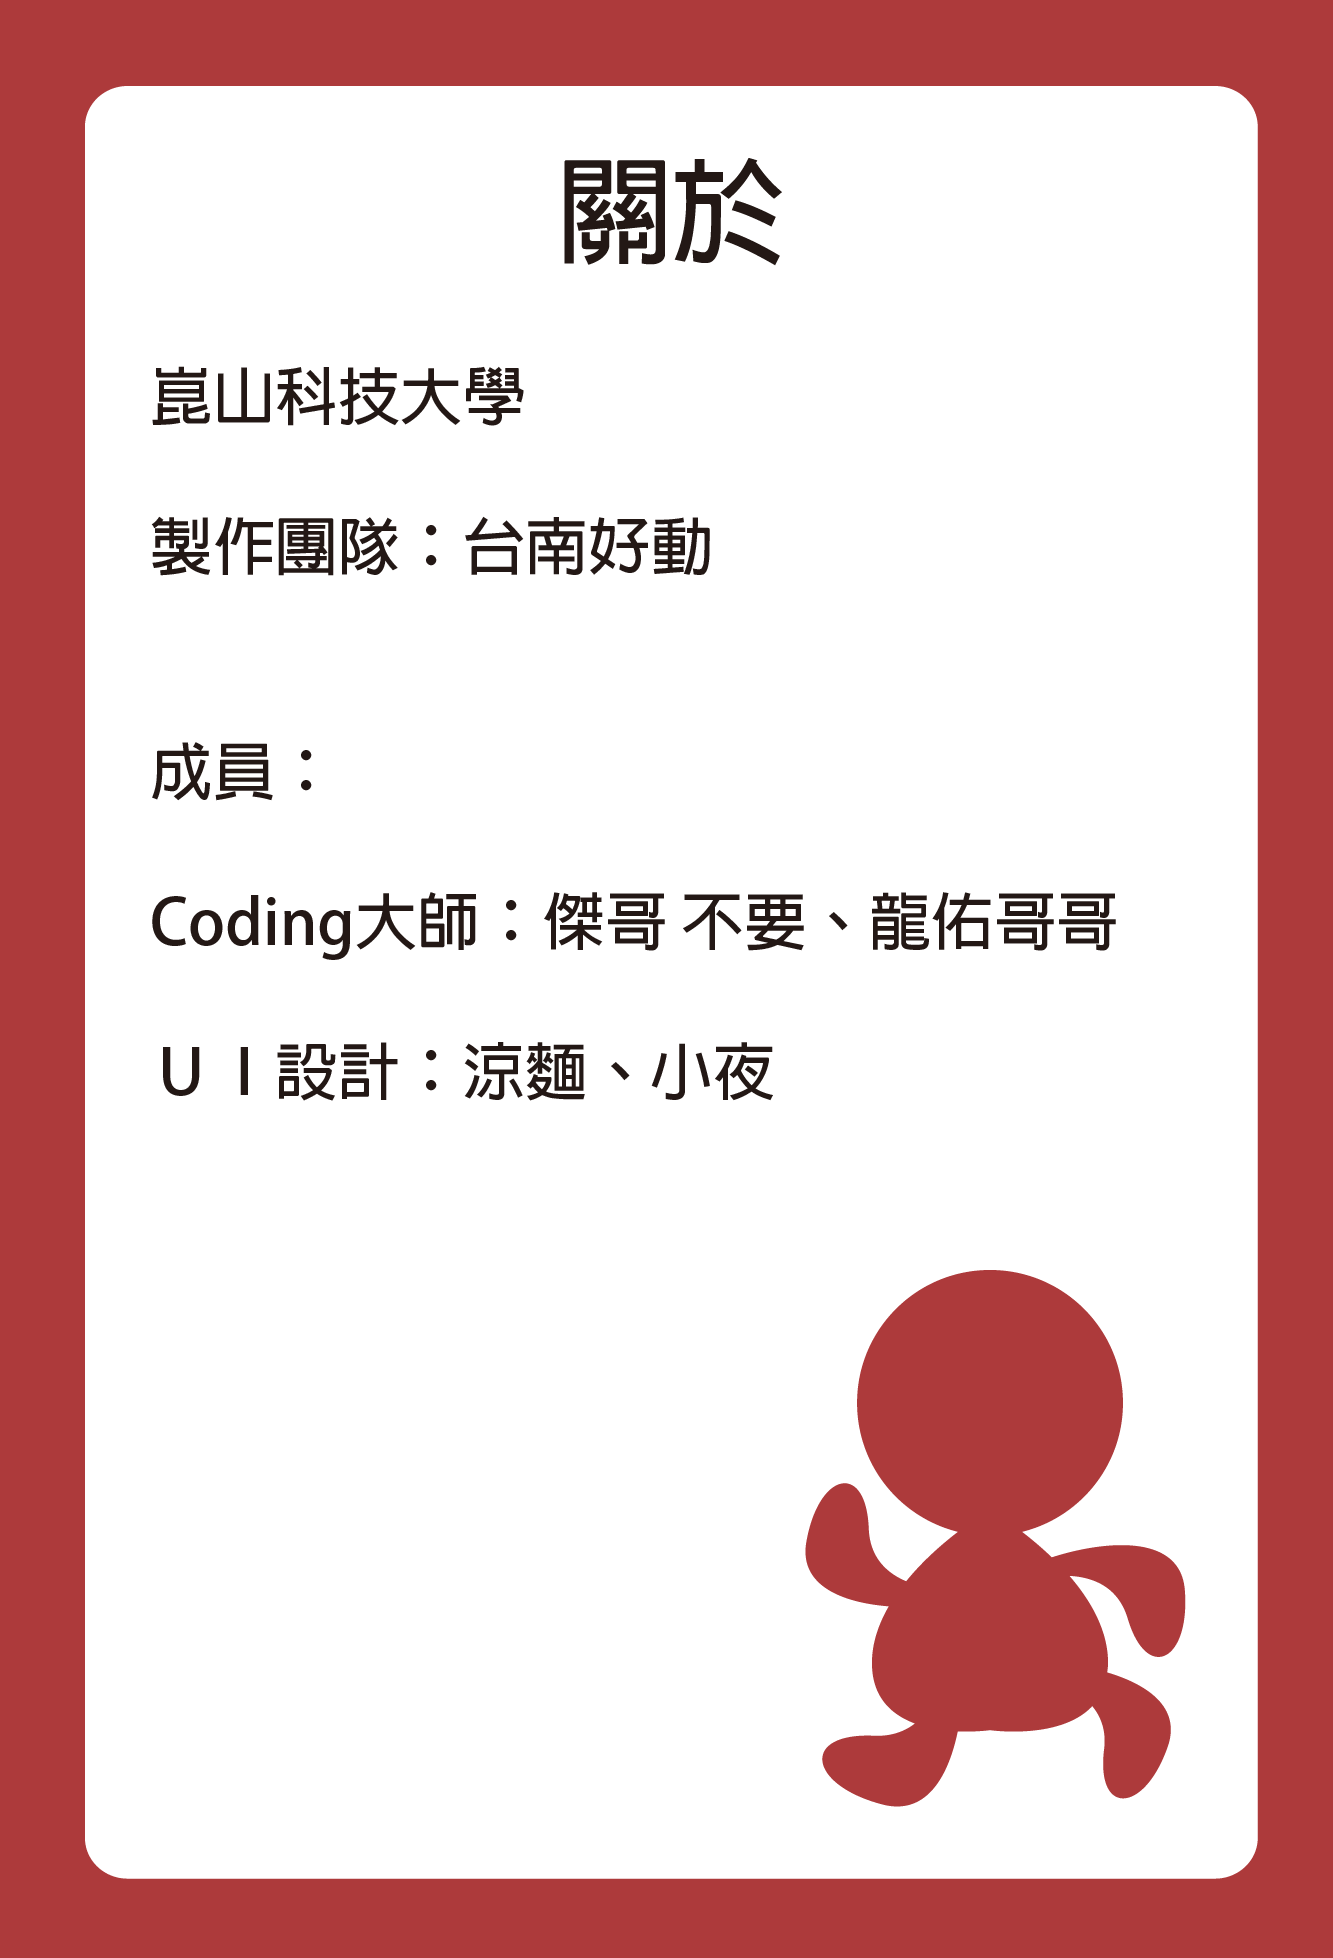 關於
崑山科技大學
製作團隊：台南好動
成員：
Coding大師：傑哥 不要、龍佑哥哥
ＵＩ設計：涼麵、小夜